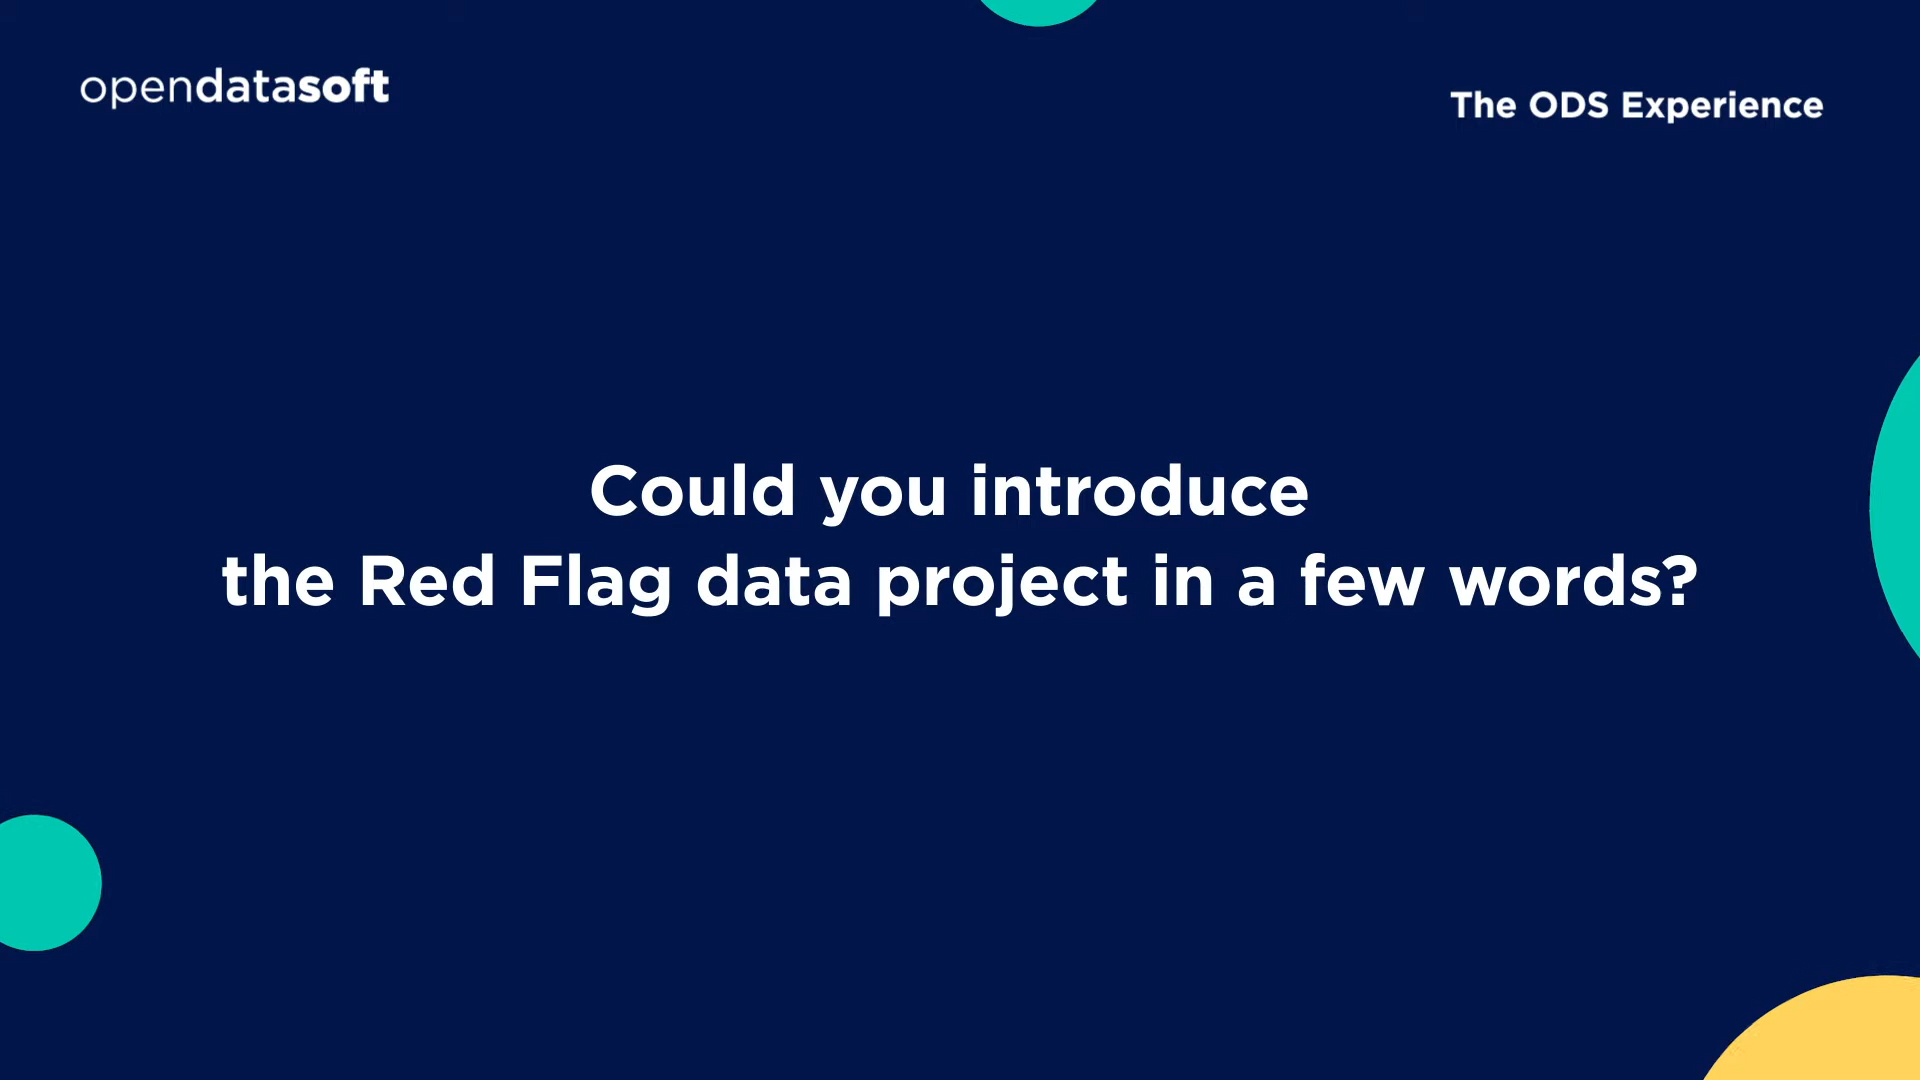 opendatasoft
The ODS Experience
Could you introduce
the Red Flag data project in a few words?